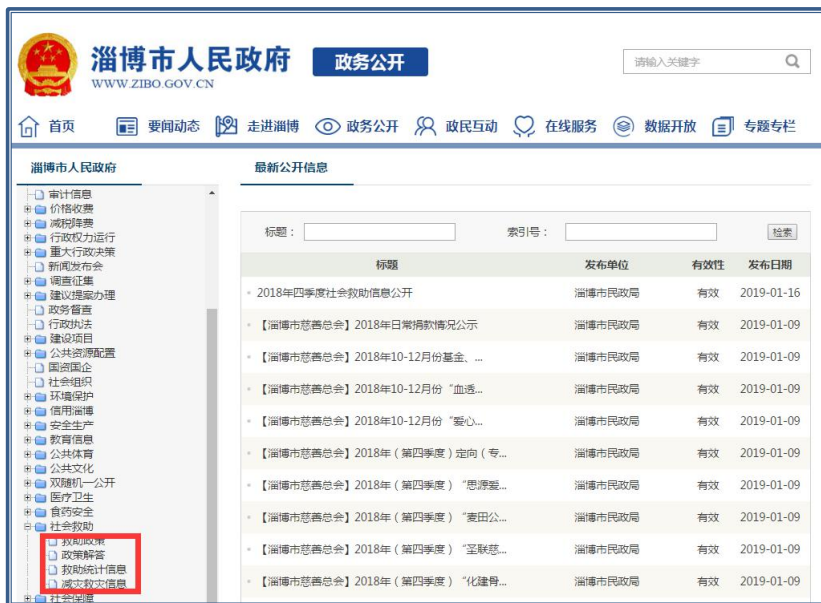 淄博市人民政府 政务公开
WWW.ZIBO.GOV.CN
请输入关键字
首页 要闻动态 走进淄博 政务公开 政民互动 在线服务 数据开放 专题专栏
淄博市人民政府
审计信息
价格收费
减税降费
行政权力运行
重大行政决策
新闻发布会
调查征集
建议提案办理
政务督查
行政执法
建设项目
公共资源配置
国资国企
社会组织
环境保护
信用淄博
安全生产
教育信息
公共体育
公共文化
双随机一公开
医疗卫生
食药安全
社会救助
救助政策
政策解答
救助统计信息
减灾救灾信息
社会保障
最新公开信息
标题： 索引号： 检索
标题 发布单位 有效性 发布日期
2018年四季度社会救助信息公开 淄博市民政局 有效 2019-01-16
【淄博市慈善总会】2018年日常捐款情况公示 淄博市民政局 有效 2019-01-09
【淄博市慈善总会】2018年10-12月份基金、... 淄博市民政局 有效 2019-01-09
【淄博市慈善总会】2018年10-12月份“血透... 淄博市民政局 有效 2019-01-09
【淄博市慈善总会】2018年10-12月份“爱心... 淄博市民政局 有效 2019-01-09
【淄博市慈善总会】2018年（第四季度）定向（专... 淄博市民政局 有效 2019-01-09
【淄博市慈善总会】2018年（第四季度）“思源爱... 淄博市民政局 有效 2019-01-09
【淄博市慈善总会】2018年（第四季度）“麦田公... 淄博市民政局 有效 2019-01-09
【淄博市慈善总会】2018年（第四季度）“圣联慈... 淄博市民政局 有效 2019-01-09
【淄博市慈善总会】2018年（第四季度）“化建骨... 淄博市民政局 有效 2019-01-09